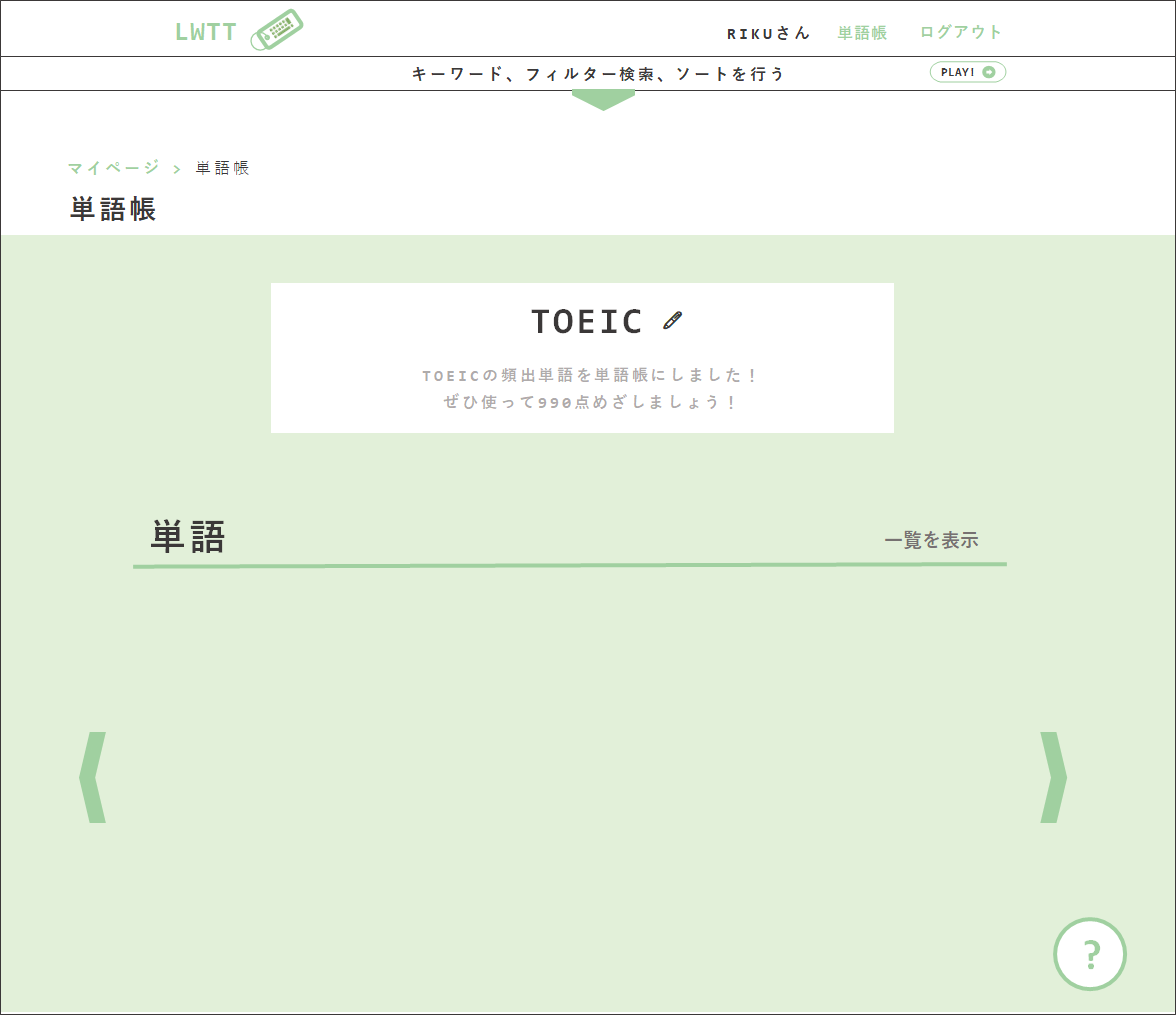 LWTT
RIKUさん 単語帳 ログアウト
キーワード、フィルター検索、ソートを行う
PLAY!
マイページ > 単語帳
単語帳
TOEIC
TOEICの頻出単語を単語帳にしました！
ぜひ使って990点めざしましょう！
単語
一覧を表示
?